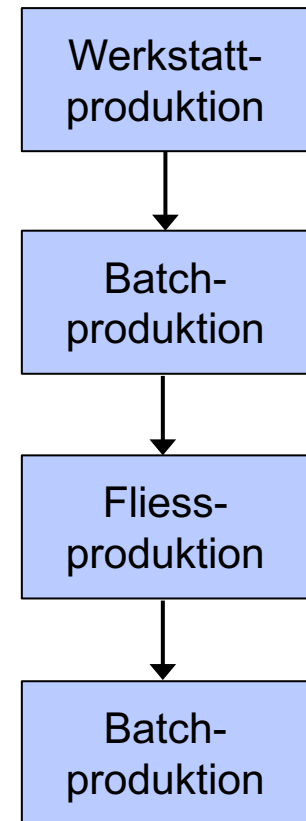 Werkstatt-
produktion
Batch-
produktion
Fliess-
produktion
Batch-
produktion